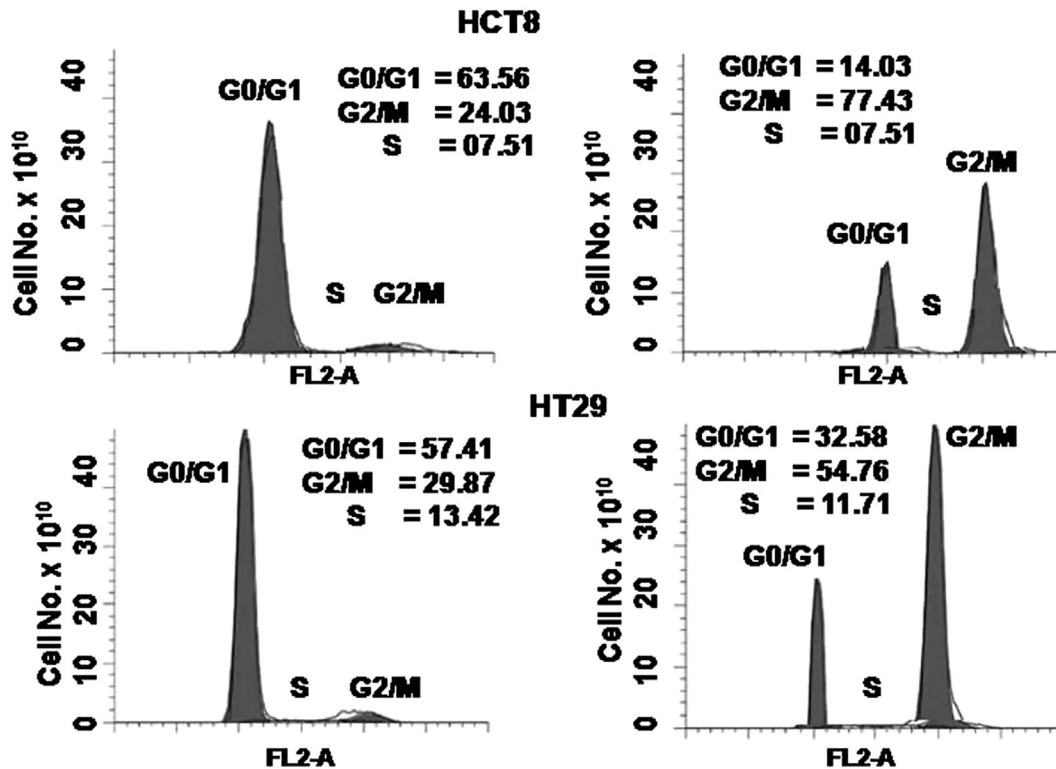 HCT8
G0/G1 = 63.56
G2/M = 24.03
S = 07.51
G0/G1
S G2/M
40
30
20
10
0
Cell No. x 10¹⁰
FL2-A
G0/G1 = 14.03
G2/M = 77.43
S = 07.51
G2/M
G0/G1
S
40
30
20
10
0
Cell No. x 10¹⁰
FL2-A
HT29
G0/G1 = 57.41
G2/M = 29.87
S = 13.42
G0/G1
S G2/M
40
30
20
10
0
Cell No. x 10¹⁰
FL2-A
G0/G1 = 32.58
G2/M = 54.76
S = 11.71
G2/M
G0/G1
S
40
30
20
10
0
Cell No. x 10¹⁰
FL2-A